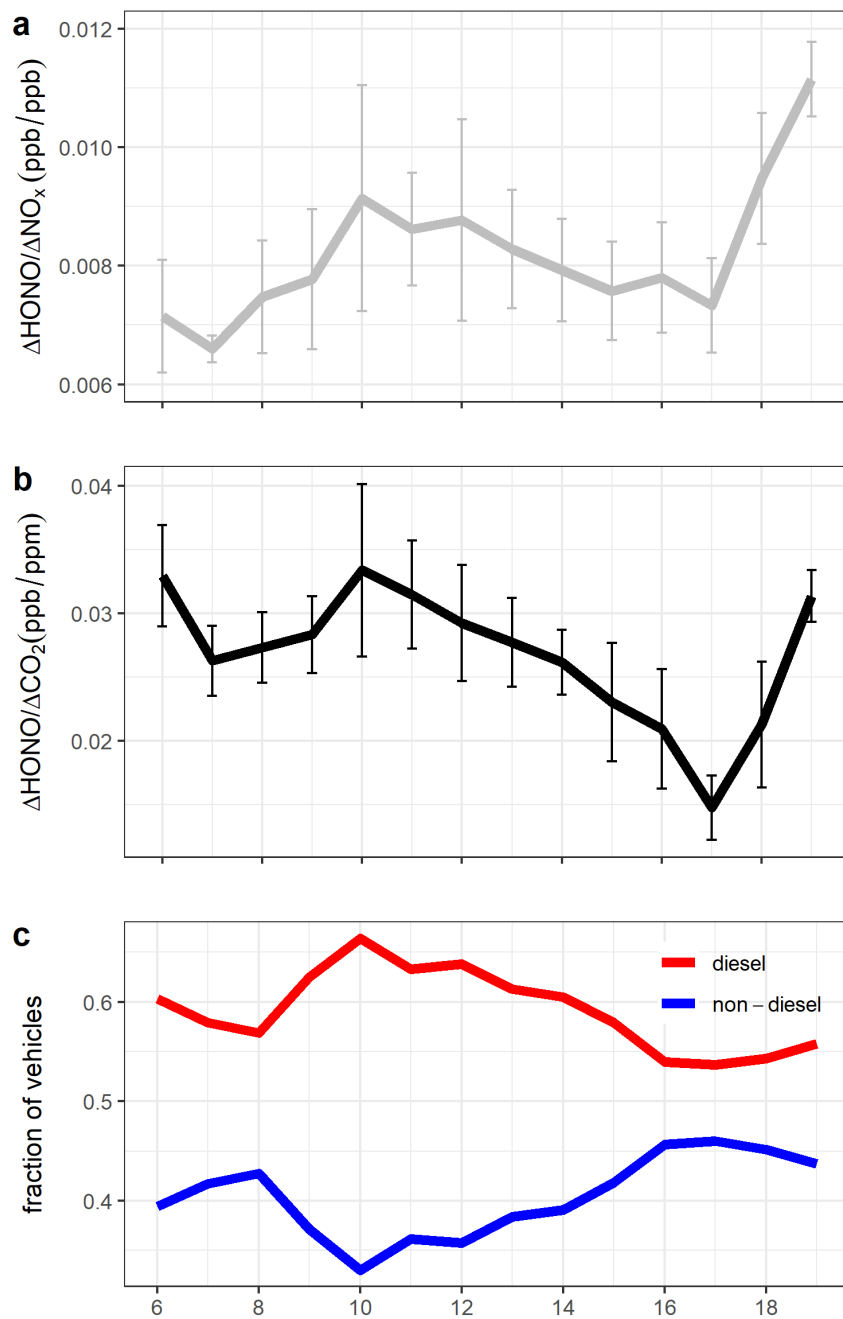 a
0.012
0.010
0.008
0.006
ΔHONO/ΔNOₓ (ppb/ppb)
b
0.04
0.03
0.02
ΔHONO/ΔCO₂(ppb/ppm)
c
0.6
0.5
0.4
fraction of vehicles
diesel
non – diesel
6 8 10 12 14 16 18